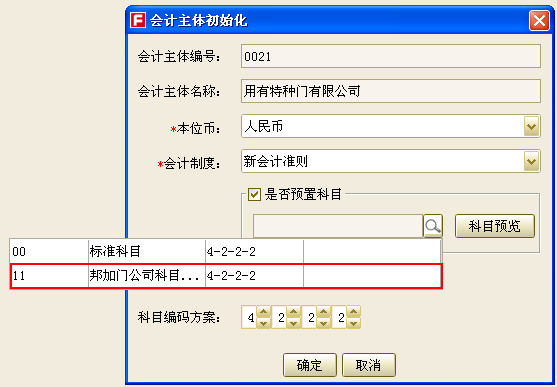 F 会计主体初始化
会计主体编号： 0021
会计主体名称： 用有特种门有限公司
*本位币： 人民币
*会计制度： 新会计准则
是否预置科目
科目预览
00 标准科目 4-2-2-2
11 邦加门公司科目... 4-2-2-2
科目编码方案： 4 2 2 2
确定 取消